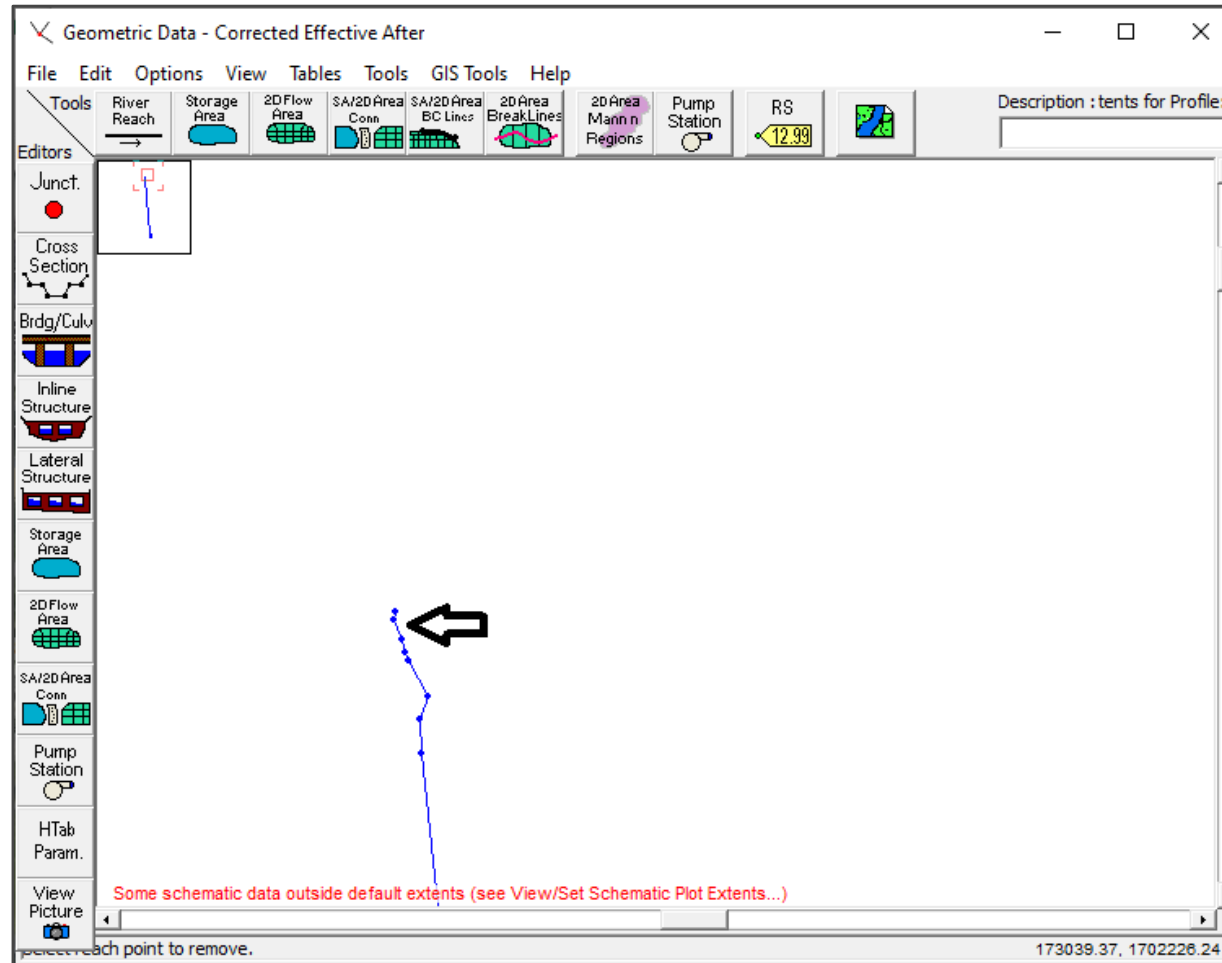 Geometric Data - Corrected Effective After
File Edit Options View Tables Tools GIS Tools Help
Tools
Editors
River
Reach
Storage
Area
2D Flow
Area
SA/2D Area
Conn
SA/2D Area
BC Lines
2D Area
BreakLines
2D Area
Mann n
Regions
Pump
Station
RS
12.99
Description : tents for Profile:
Junct.
Cross
Section
Brdg/Culv
Inline
Structure
Lateral
Structure
Storage
Area
2D Flow
Area
SA/2D Area
Conn
Pump
Station
HTab
Param.
View
Picture
Some schematic data outside default extents (see View/Set Schematic Plot Extents...)
reach point to remove.
173039.37, 1702226.24